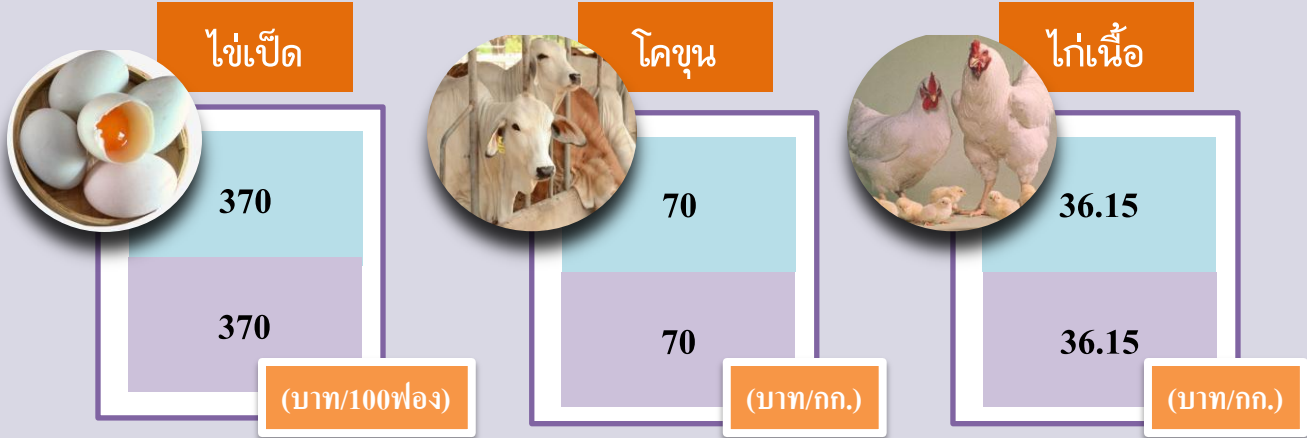 ไข่เป็ด
370
370
(บาท/100ฟอง)
โคขุน
70
70
(บาท/กก.)
ไก่เนื้อ
36.15
36.15
(บาท/กก.)